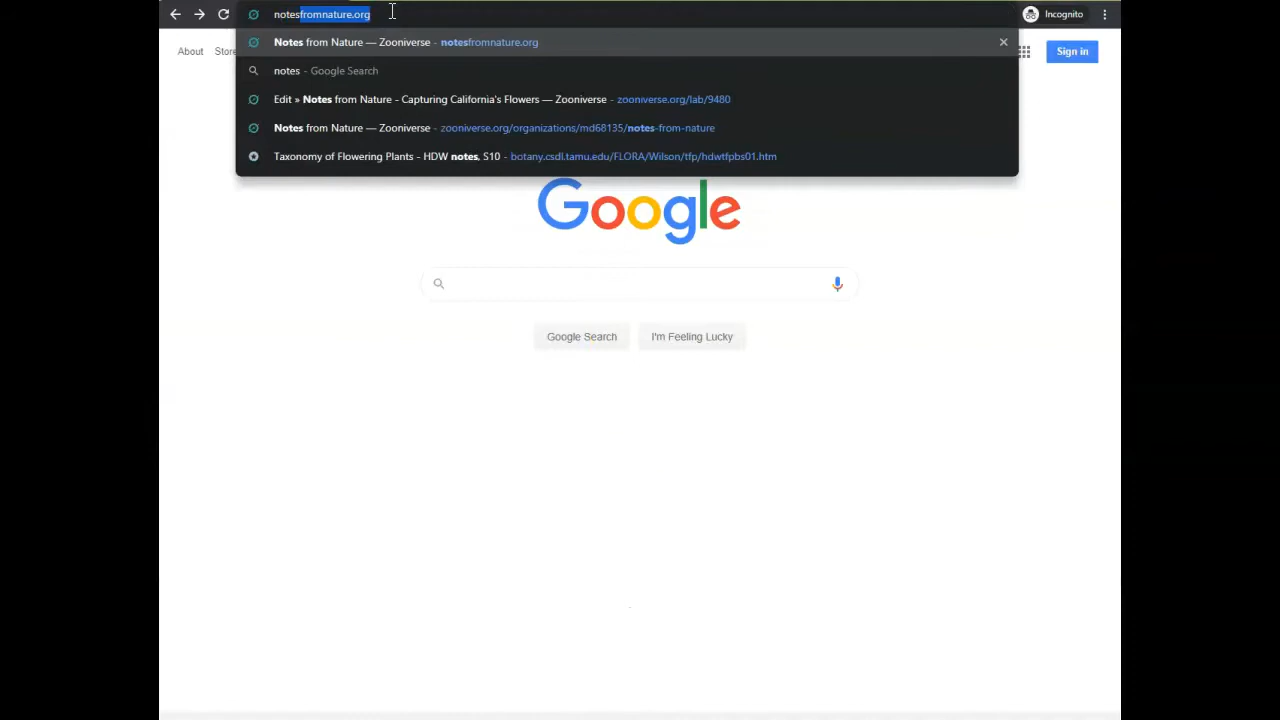 notesfromnature.org
Incognito
Notes from Nature — Zooniverse - notesfromnature.org
notes - Google Search
Edit » Notes from Nature - Capturing California's Flowers — Zooniverse - zooniverse.org/lab/9480
Notes from Nature — Zooniverse - zooniverse.org/organizations/md68135/notes-from-nature
Taxonomy of Flowering Plants - HDW notes, S10 - botany.csdl.tamu.edu/FLORA/Wilson/tfp/hdwtfpbs01.htm
About Store
Sign in
Google
Google Search
I'm Feeling Lucky